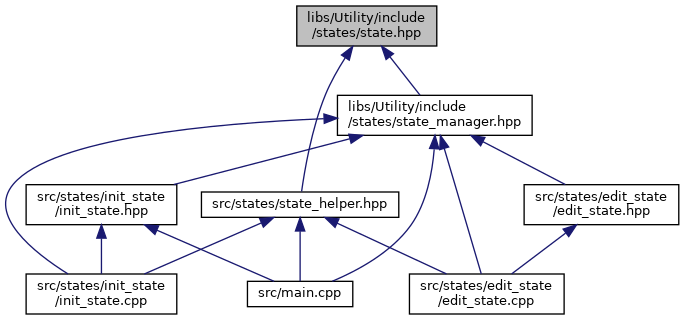 libs/Utility/include
/states/state.hpp
libs/Utility/include
/states/state_manager.hpp
src/states/init_state
/init_state.hpp
src/states/state_helper.hpp
src/states/edit_state
/edit_state.hpp
src/states/init_state
/init_state.cpp
src/main.cpp
src/states/edit_state
/edit_state.cpp